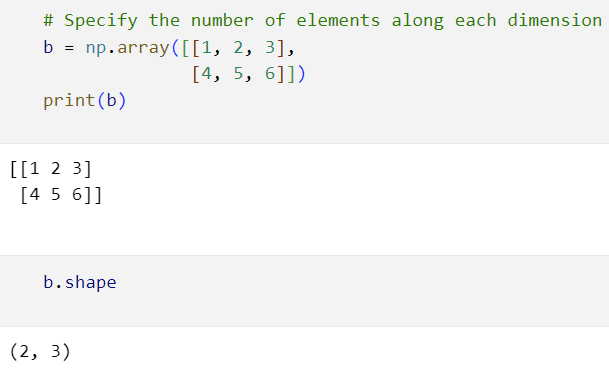 # Specify the number of elements along each dimension
b = np.array([[1, 2, 3],
              [4, 5, 6]])
print(b)
[[1 2 3]
 [4 5 6]]
b.shape
(2, 3)